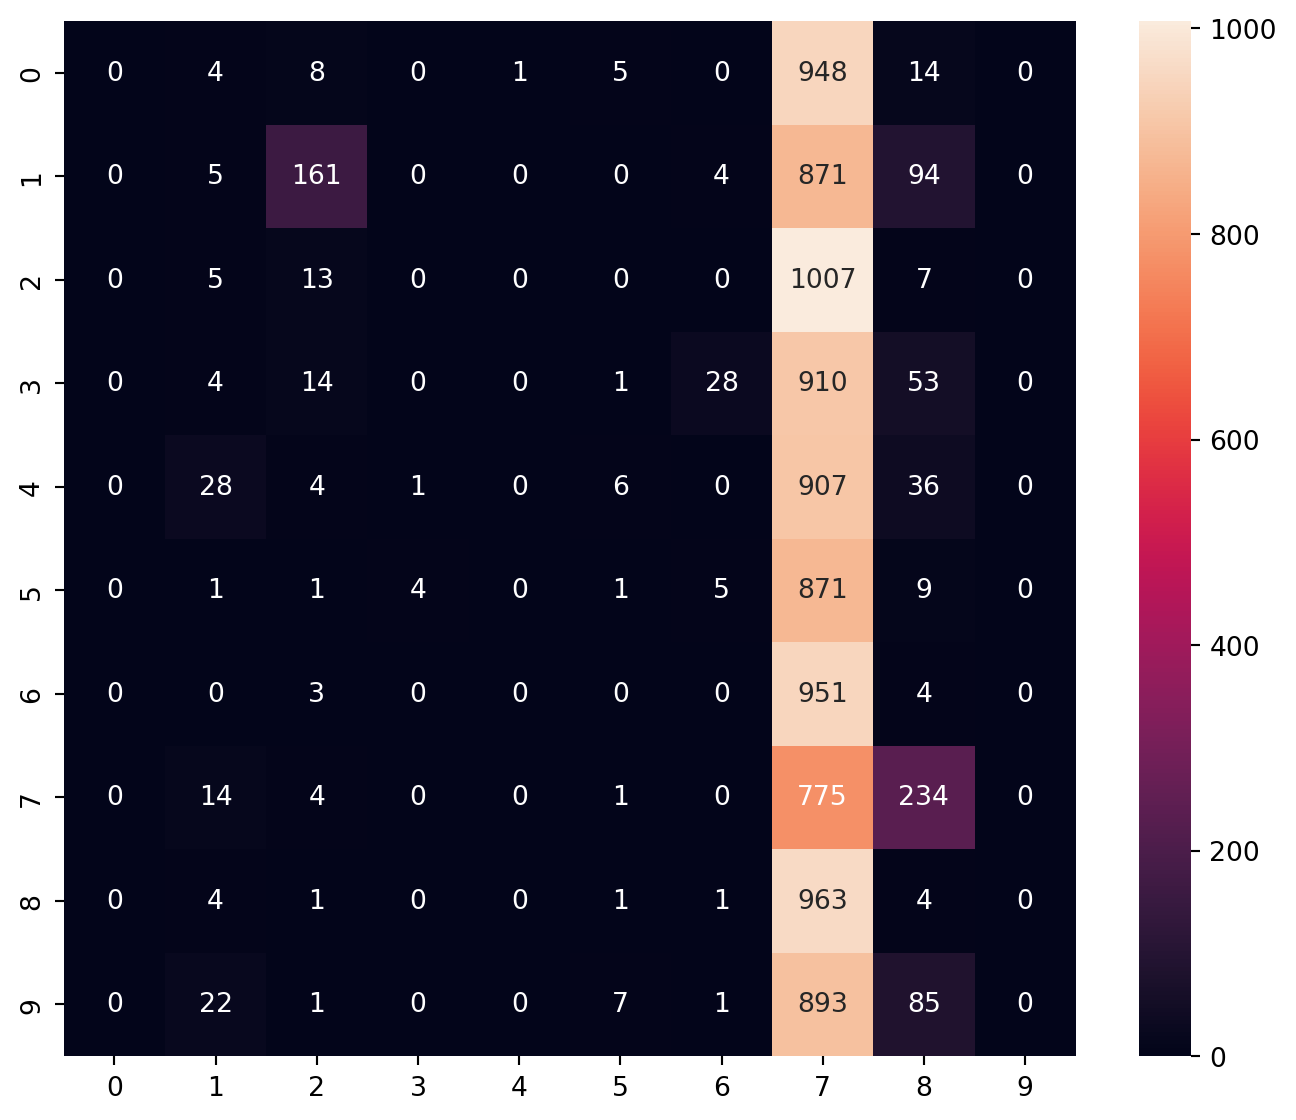 0 0 4 8 0 1 5 0 948 14 0
1 0 5 161 0 0 0 4 871 94 0
2 0 5 13 0 0 0 0 1007 7 0
3 0 4 14 0 0 1 28 910 53 0
4 0 28 4 1 0 6 0 907 36 0
5 0 1 1 4 0 1 5 871 9 0
6 0 0 3 0 0 0 0 951 4 0
7 0 14 4 0 0 1 0 775 234 0
8 0 4 1 0 0 1 1 963 4 0
9 0 22 1 0 0 7 1 893 85 0
0 1 2 3 4 5 6 7 8 9
1000
800
600
400
200
0